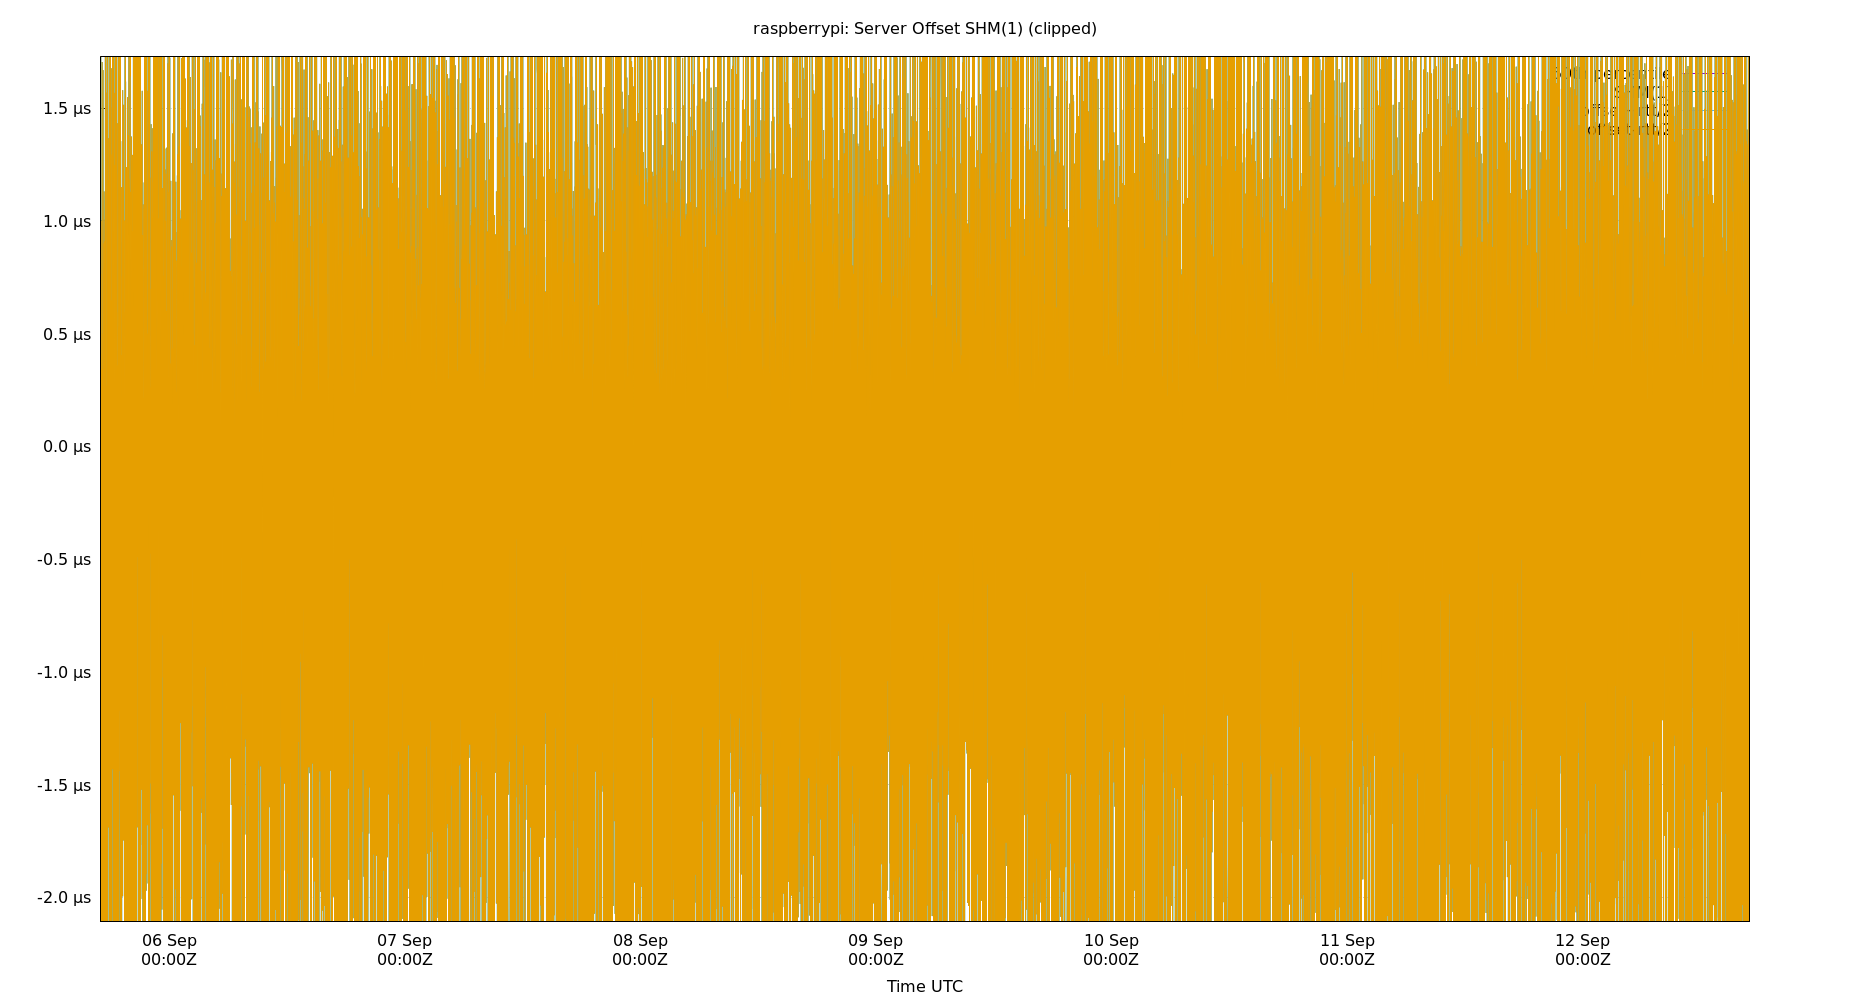 raspberrypi: Server Offset SHM(1) (clipped)
1.5 µs
1.0 µs
0.5 µs
0.0 µs
-0.5 µs
-1.0 µs
-1.5 µs
-2.0 µs
06 Sep 07 Sep 08 Sep 09 Sep 10 Sep 11 Sep 12 Sep
00:00Z 00:00Z 00:00Z 00:00Z 00:00Z 00:00Z 00:00Z
Time UTC